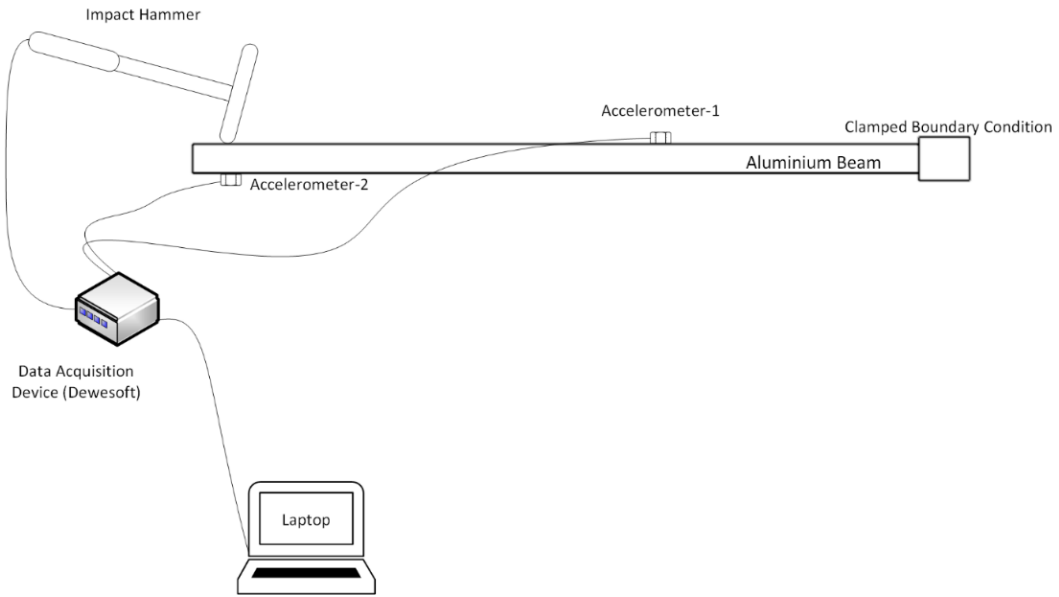 Impact Hammer
Accelerometer-1
Clamped Boundary Condition
Aluminium Beam
Accelerometer-2
Data Acquisition
Device (Dewesoft)
Laptop